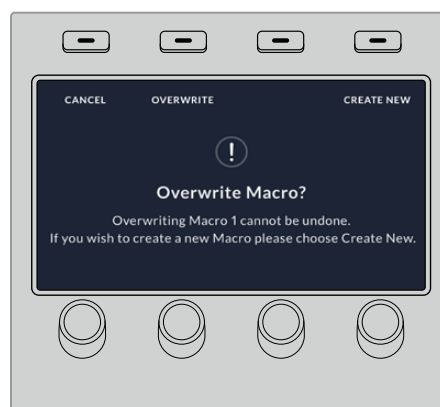 CANCEL OVERWRITE CREATE NEW
Overwrite Macro?
Overwriting Macro 1 cannot be undone.
If you wish to create a new Macro please choose Create New.